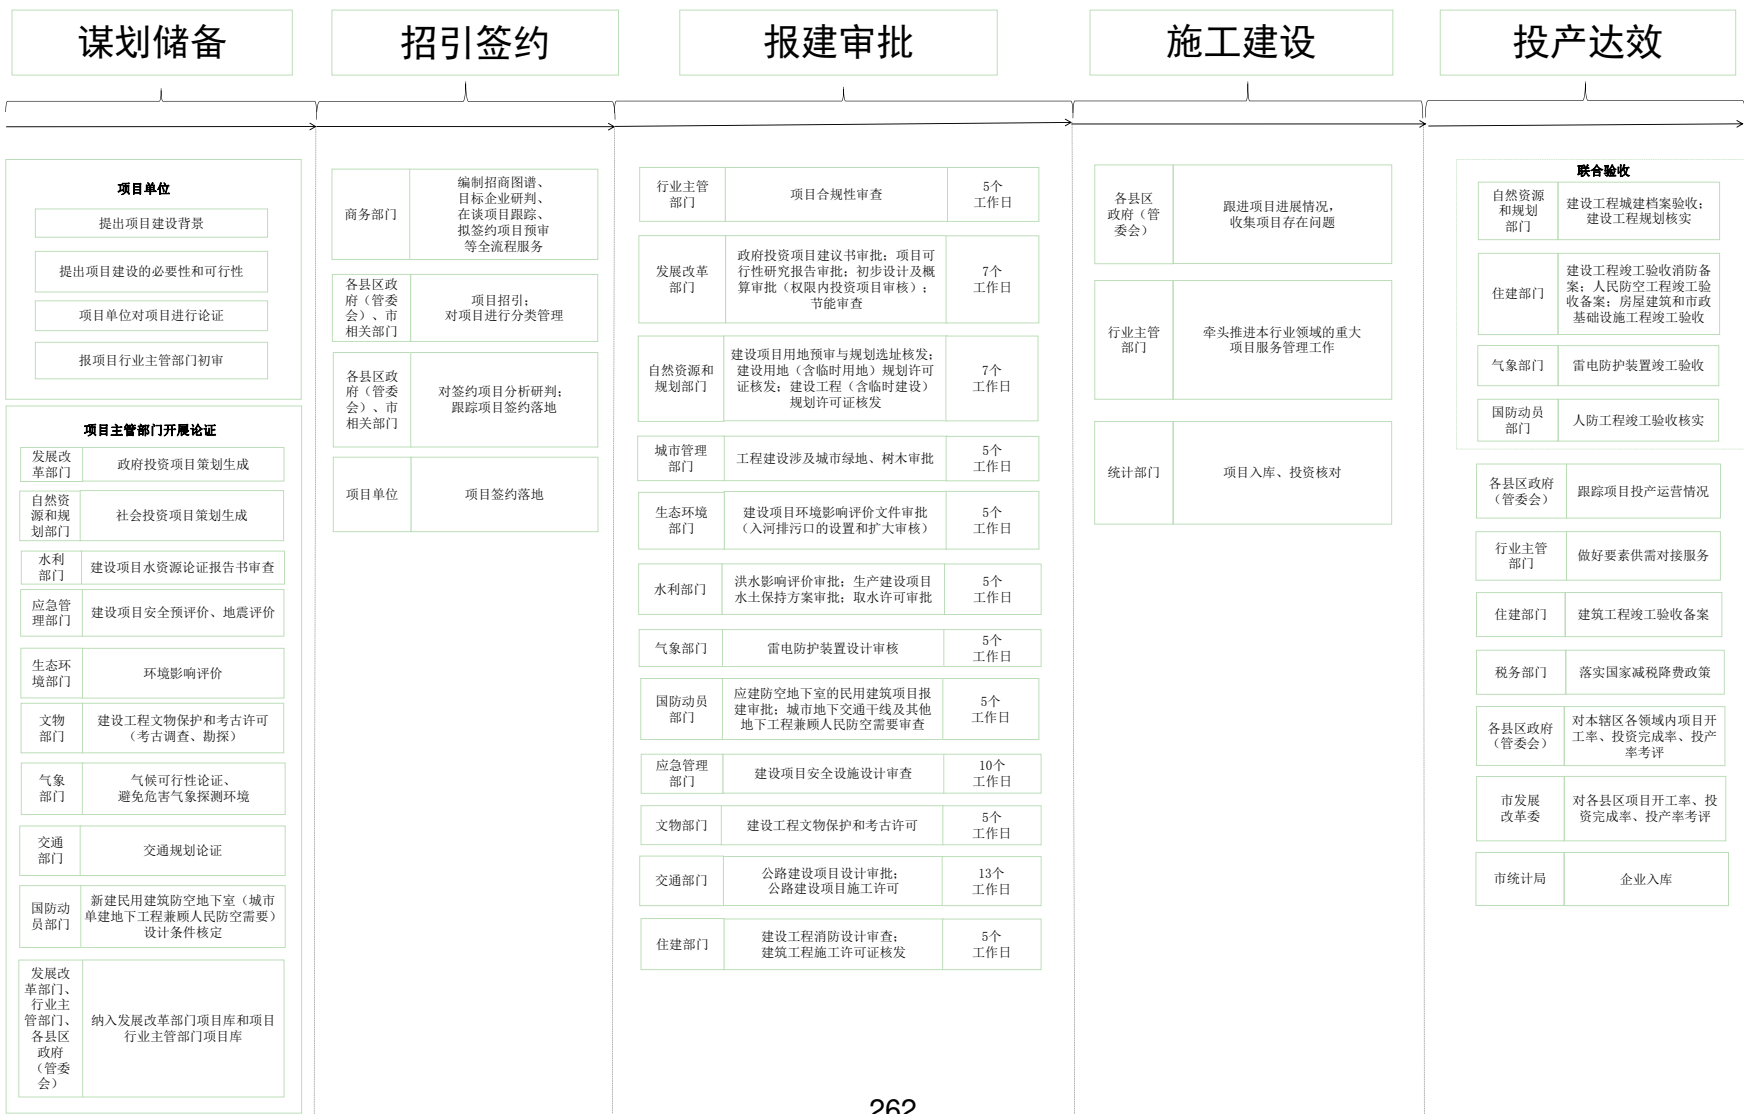 谋划储备
招引签约
报建审批
施工建设
投产达效
项目单位
提出项目建设背景
提出项目建设的必要性和可行性
项目单位对项目进行论证
报项目行业主管部门初审
项目主管部门开展论证
发展改
革部门
政府投资项目策划生成
自然资
源和规
划部门
社会投资项目策划生成
水利
部门
建设项目水资源论证报告书审查
应急管
理部门
建设项目安全预评价、地震评价
生态环
境部门
环境影响评价
文物
部门
建设工程文物保护和考古许可
（考古调查、勘探）
气象
部门
气候可行性论证、
避免危害气象探测环境
交通
部门
交通规划论证
国防动
员部门
新建民用建筑防空地下室（城市
单建地下工程兼顾人民防空需要）
设计条件核定
发展改
革部门、
行业主
管部门、
各县区
政府
（管委
会）
纳入发展改革部门项目库和项目
行业主管部门项目库
商务部门
编制招商图谱、
目标企业研判、
在谈项目跟踪、
拟签约项目预审
等全流程服务
各县区政
府（管委
会）、市
相关部门
项目招引；
对项目进行分类管理
各县区政
府（管委
会）、市
相关部门
对签约项目分析研判；
跟踪项目签约落地
项目单位
项目签约落地
行业主管
部门
项目合规性审查
5个
工作日
发展改革
部门
政府投资项目建议书审批；项目可
行性研究报告审批；初步设计及概
算审批（权限内投资项目审核）；
节能审查
7个
工作日
自然资源和
规划部门
建设项目用地预审与规划选址核发；
建设用地（含临时用地）规划许可
证核发；建设工程（含临时建设）
规划许可证核发
7个
工作日
城市管理
部门
工程建设涉及城市绿地、树木审批
5个
工作日
生态环境
部门
建设项目环境影响评价文件审批
（入河排污口的设置和扩大审核）
5个
工作日
水利部门
洪水影响评价审批；生产建设项目
水土保持方案审批；取水许可审批
5个
工作日
气象部门
雷电防护装置设计审核
5个
工作日
国防动员
部门
应建防空地下室的民用建筑项目报
建审批；城市地下交通干线及其他
地下工程兼顾人民防空需要审查
5个
工作日
应急管理
部门
建设项目安全设施设计审查
10个
工作日
文物部门
建设工程文物保护和考古许可
5个
工作日
交通部门
公路建设项目设计审批；
公路建设项目施工许可
13个
工作日
住建部门
建设工程消防设计审查；
建筑工程施工许可证核发
5个
工作日
各县区
政府（管
委会）
跟进项目进展情况，
收集项目存在问题
行业主管
部门
牵头推进本行业领域的重大
项目服务管理工作
统计部门
项目入库、投资核对
联合验收
自然资源
和规划
部门
建设工程城建档案验收；
建设工程规划核实
住建部门
建设工程竣工验收消防备
案；人民防空工程竣工验
收备案；房屋建筑和市政
基础设施工程竣工验收
气象部门
雷电防护装置竣工验收
国防动员
部门
人防工程竣工验收核实
各县区政府
（管委会）
跟踪项目投产运营情况
行业主管
部门
做好要素供需对接服务
住建部门
建筑工程竣工验收备案
税务部门
落实国家减税降费政策
各县区政府
（管委会）
对本辖区各领域内项目开
工率、投资完成率、投产
率考评
市发展
改革委
对各县区项目开工率、投
资完成率、投产率考评
市统计局
企业入库
262